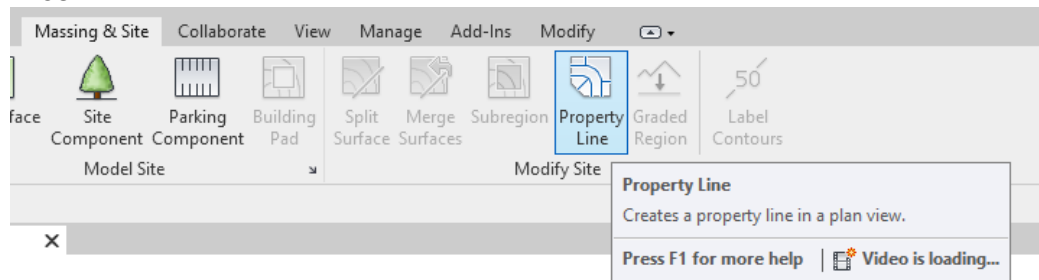 Massing & Site Collaborate View Manage Add-Ins Modify
face Site Component Parking Component Building Pad Split Surface Merge Surfaces Subregion Property Line Graded Region 50 Label Contours
Model Site Modify Site
Property Line
Creates a property line in a plan view.
Press F1 for more help Video is loading...